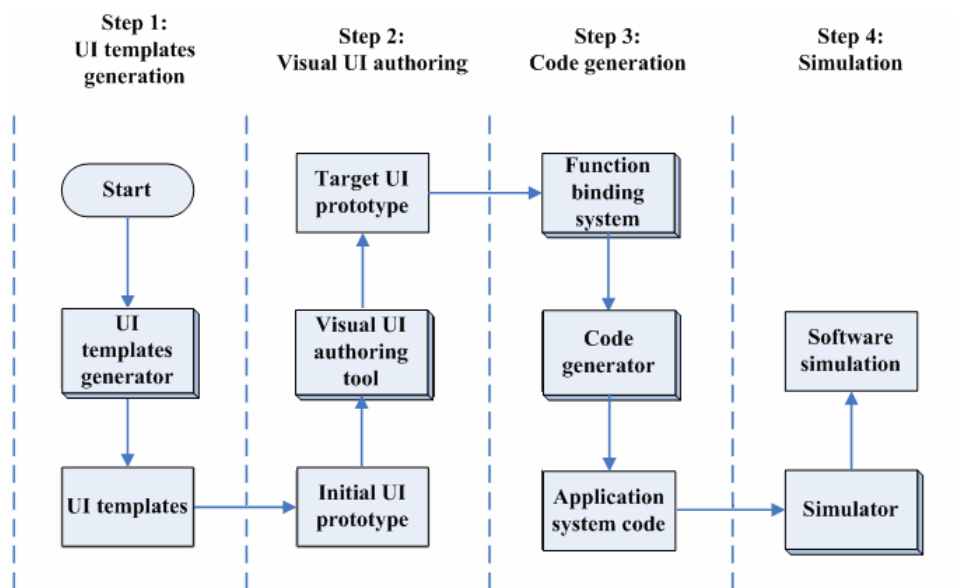 Step 1:
UI templates
generation
Step 2:
Visual UI authoring
Step 3:
Code generation
Step 4:
Simulation
Start
UI
templates
generator
UI templates
Target UI
prototype
Visual UI
authoring
tool
Initial UI
prototype
Function
binding
system
Code
generator
Application
system code
Software
simulation
Simulator